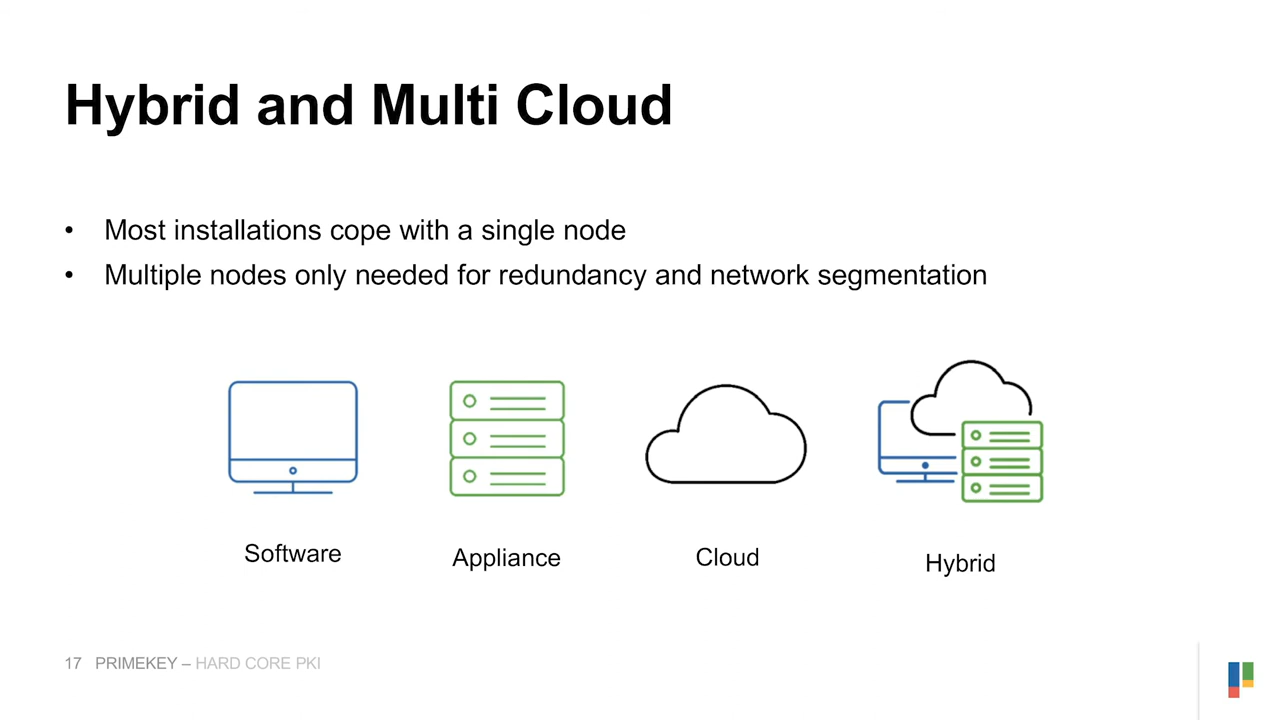 Hybrid and Multi Cloud
• Most installations cope with a single node
• Multiple nodes only needed for redundancy and network segmentation
Software
Appliance
Cloud
Hybrid
17 PRIMEKEY – HARD CORE PKI